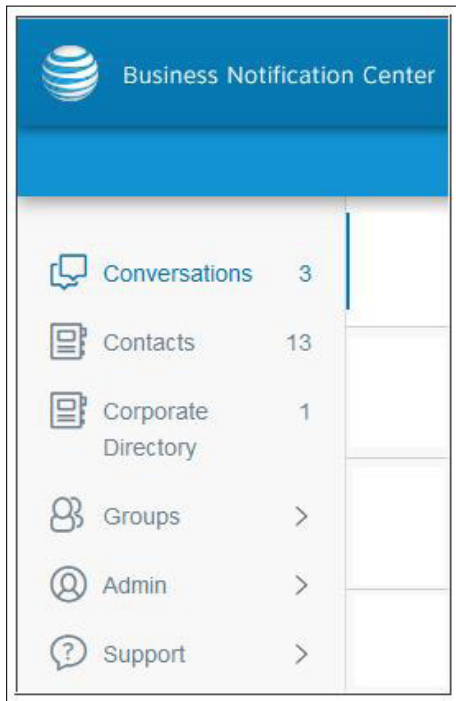 Business Notification Center
Conversations 3
Contacts 13
Corporate 1
Directory
Groups >
Admin >
? Support >